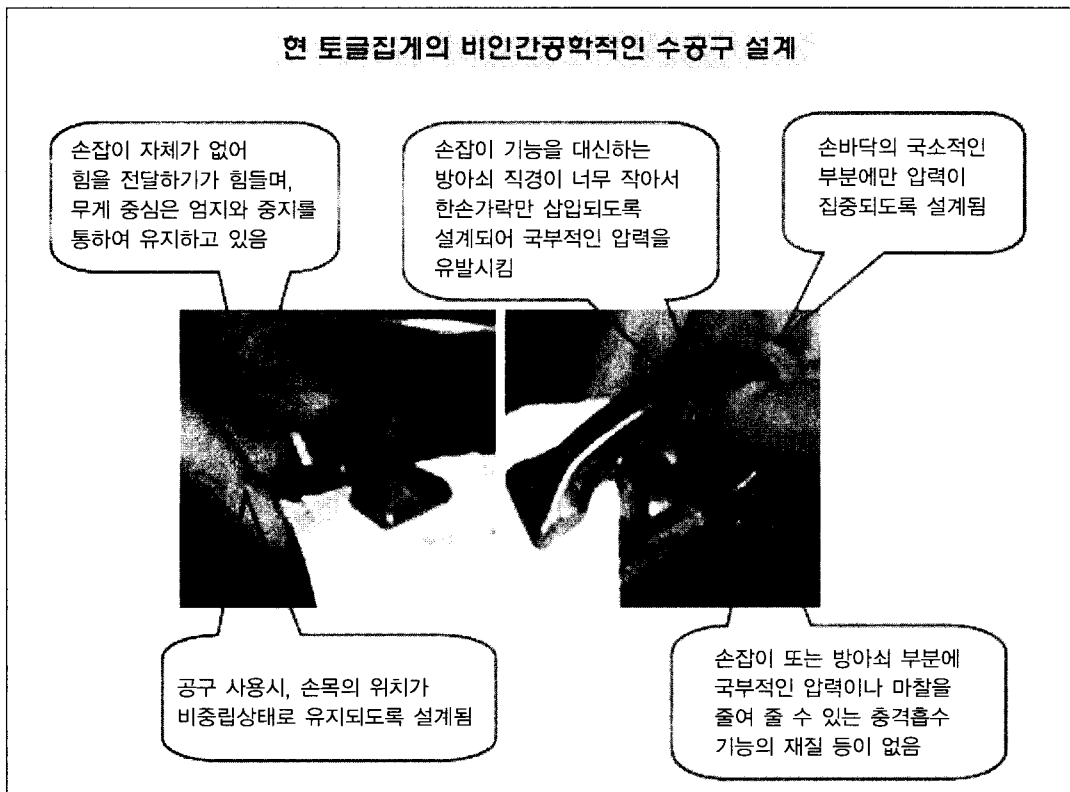 현 토글집게의 비인간공학적인 수공구 설계
손잡이 자체가 없어
힘을 전달하기가 힘들며,
무게 중심은 엄지와 중지를
통하여 유지하고 있음
손잡이 기능을 대신하는
방아쇠 직경이 너무 작아서
한손가락만 삽입되도록
설계되어 국부적인 압력을
유발시킴
손바닥의 국소적인
부분에만 압력이
집중되도록 설계됨
공구 사용시, 손목의 위치가
비중립상태로 유지되도록 설계됨
손잡이 또는 방아쇠 부분에
국부적인 압력이나 마찰을
줄여 줄 수 있는 충격흡수
기능의 재질 등이 없음